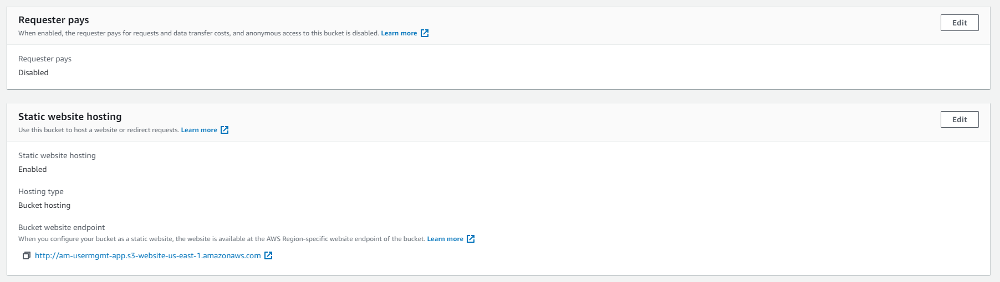 Requester pays
Edit
When enabled, the requester pays for requests and data transfer costs, and anonymous access to this bucket is disabled. Learn more
Requester pays
Disabled
Static website hosting
Edit
Use this bucket to host a website or redirect requests. Learn more
Static website hosting
Enabled
Hosting type
Bucket hosting
Bucket website endpoint
When you configure your bucket as a static website, the website is available at the AWS Region-specific website endpoint of the bucket. Learn more
http://am-usermgmt-app.s3-website-us-east-1.amazonaws.com